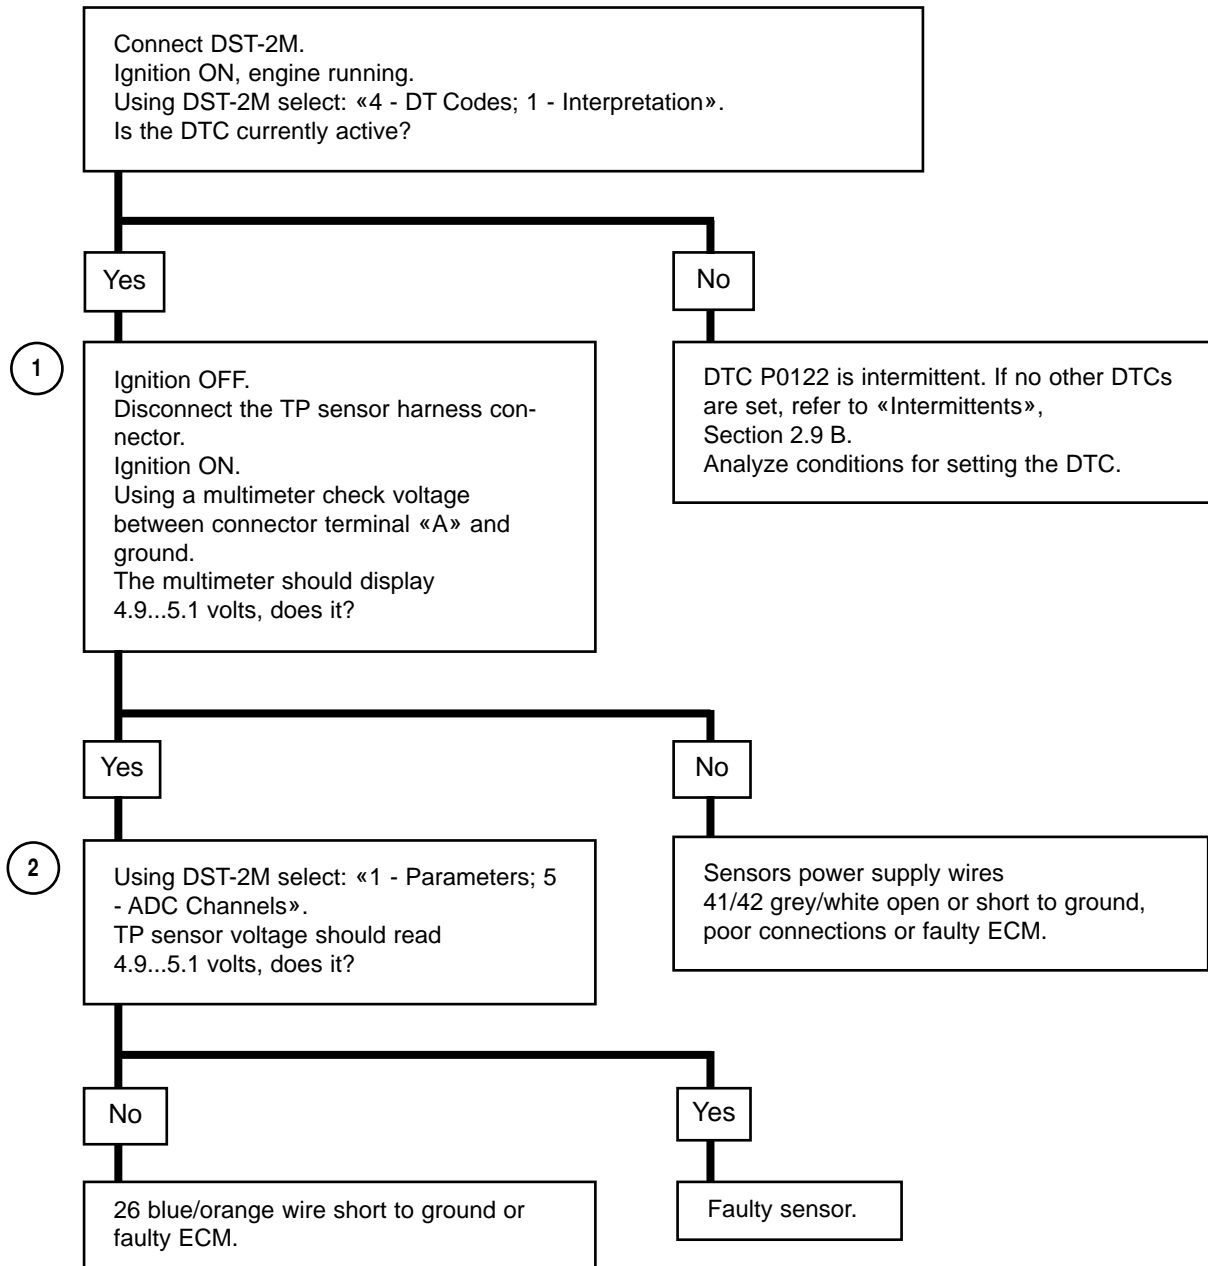 Connect DST-2M.
Ignition ON, engine running.
Using DST-2M select: «4 - DT Codes; 1 - Interpretation».
Is the DTC currently active?
Yes
No
1
Ignition OFF.
Disconnect the TP sensor harness con-
nector.
Ignition ON.
Using a multimeter check voltage
between connector terminal «A» and
ground.
The multimeter should display
4.9...5.1 volts, does it?
DTC P0122 is intermittent. If no other DTCs
are set, refer to «Intermittents»,
Section 2.9 B.
Analyze conditions for setting the DTC.
Yes
No
2
Using DST-2M select: «1 - Parameters; 5
- ADC Channels».
TP sensor voltage should read
4.9...5.1 volts, does it?
Sensors power supply wires
41/42 grey/white open or short to ground,
poor connections or faulty ECM.
No
Yes
26 blue/orange wire short to ground or
faulty ECM.
Faulty sensor.